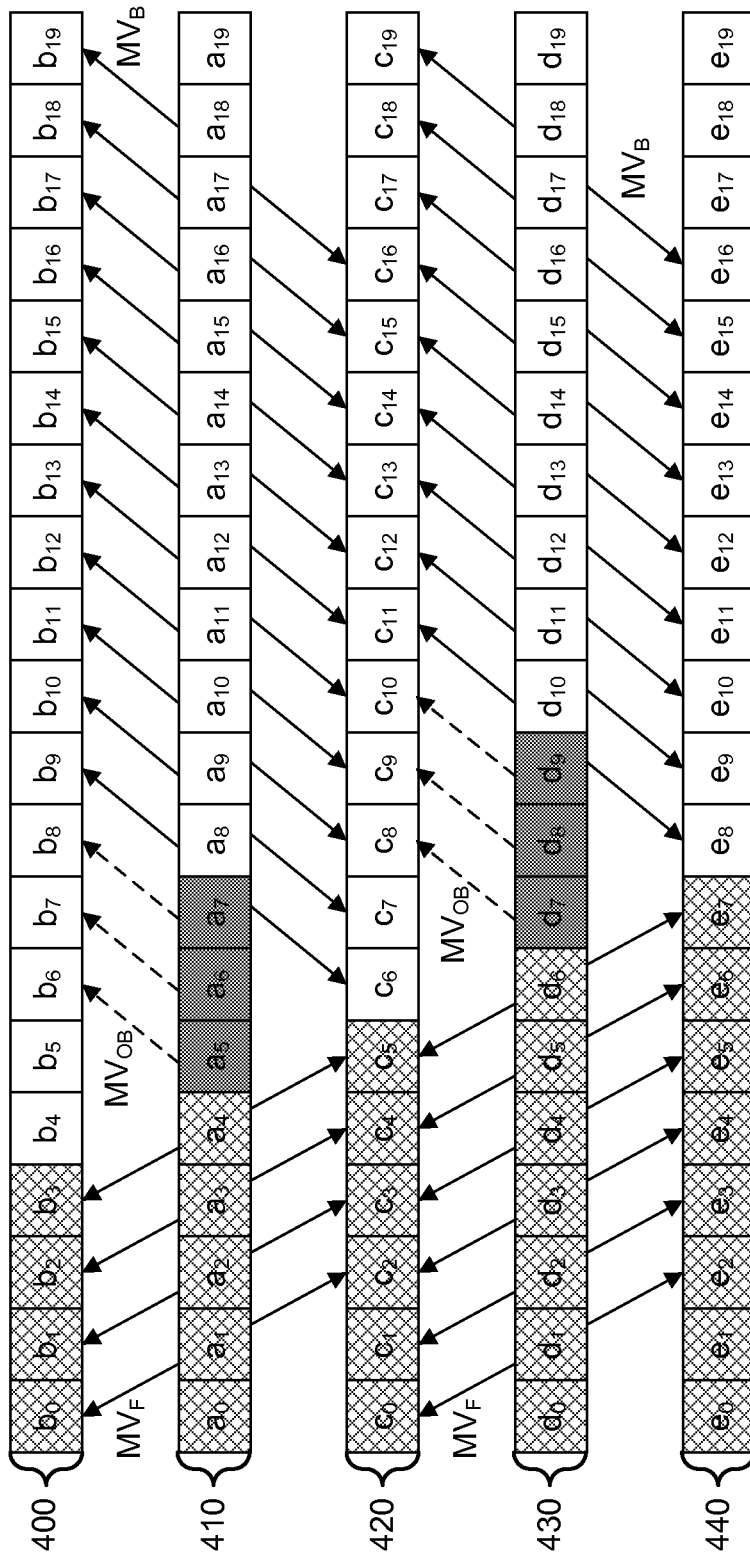 400 b0 b1 b2 b3 b4 b5 b6 b7 b8 b9 b10 b11 b12 b13 b14 b15 b16 b17 b18 b19
MVF MVOB MVB
410 a0 a1 a2 a3 a4 a5 a6 a7 a8 a9 a10 a11 a12 a13 a14 a15 a16 a17 a18 a19
420 c0 c1 c2 c3 c4 c5 c6 c7 c8 c9 c10 c11 c12 c13 c14 c15 c16 c17 c18 c19
MVF MVOB
430 d0 d1 d2 d3 d4 d5 d6 d7 d8 d9 d10 d11 d12 d13 d14 d15 d16 d17 d18 d19
MVB
440 e0 e1 e2 e3 e4 e5 e6 e7 e8 e9 e10 e11 e12 e13 e14 e15 e16 e17 e18 e19